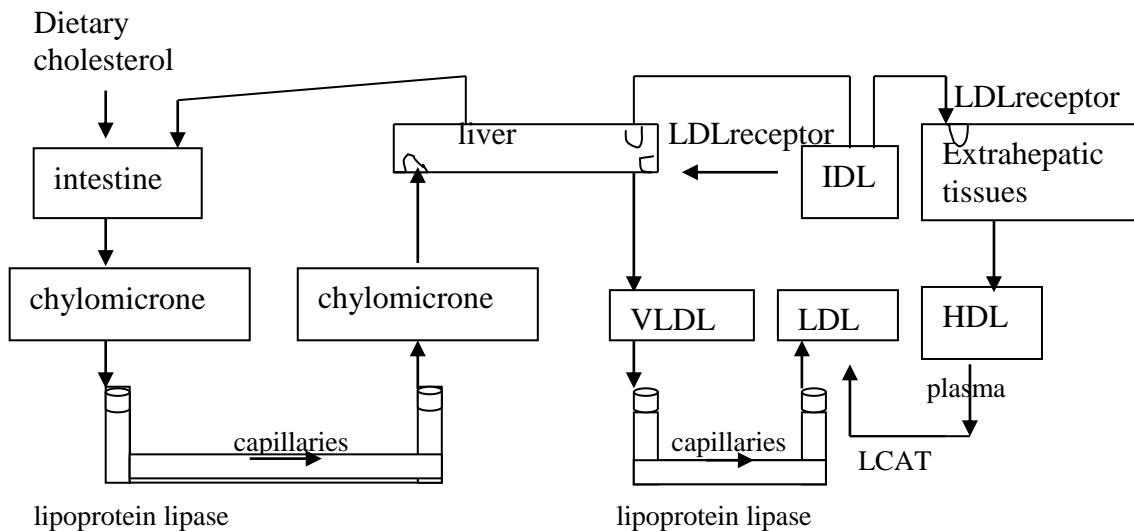 Dietary
cholesterol
LDLreceptor
liver
LDLreceptor
intestine
IDL
Extrahepatic
tissues
chylomicrone
chylomicrone
VLDL
LDL
HDL
plasma
capillaries
capillaries
LCAT
lipoprotein lipase
lipoprotein lipase